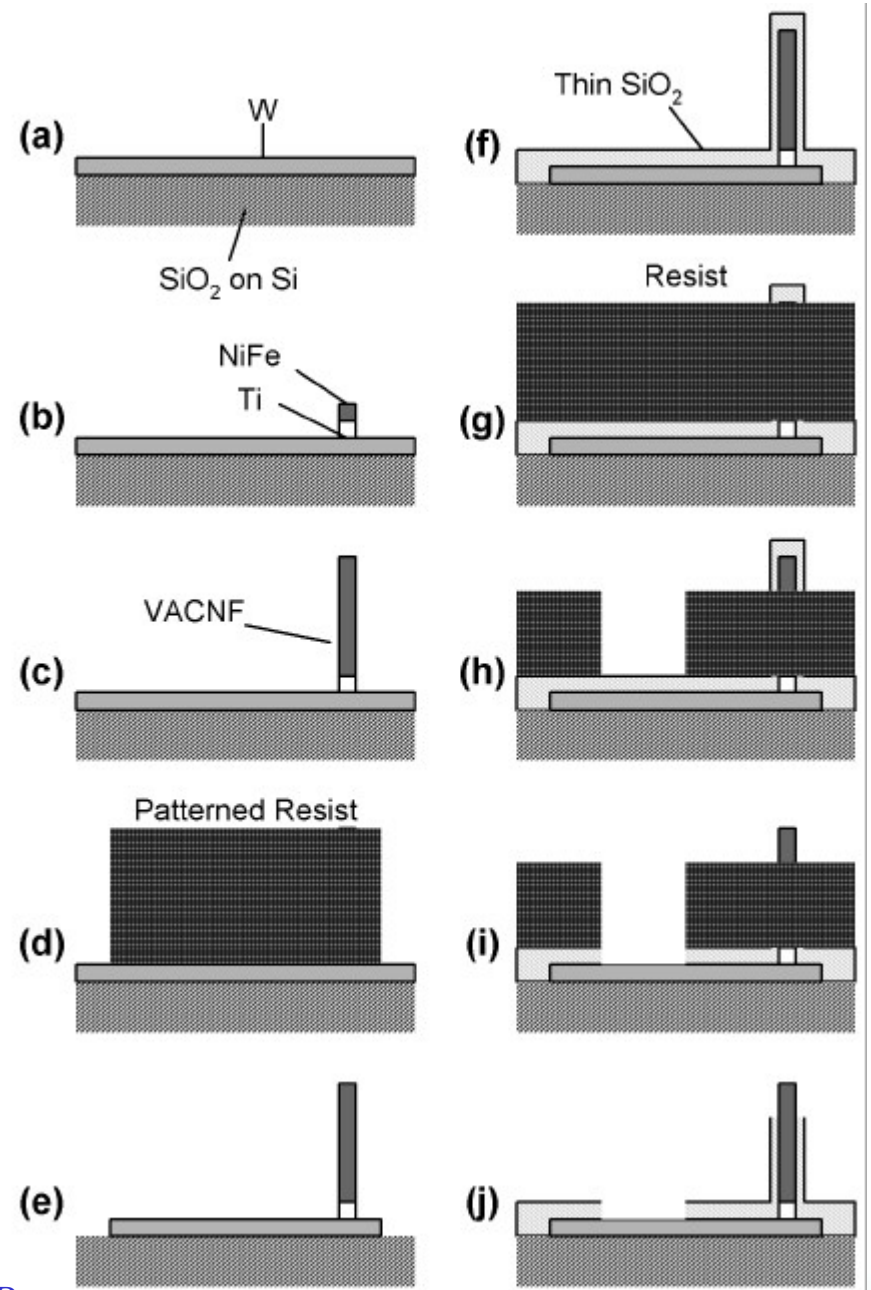 (a)
W
SiO₂ on Si
(b)
NiFe
Ti
(c)
VACNF
(d)
Patterned Resist
(e)
(f)
Thin SiO₂
(g)
Resist
(h)
(i)
(j)